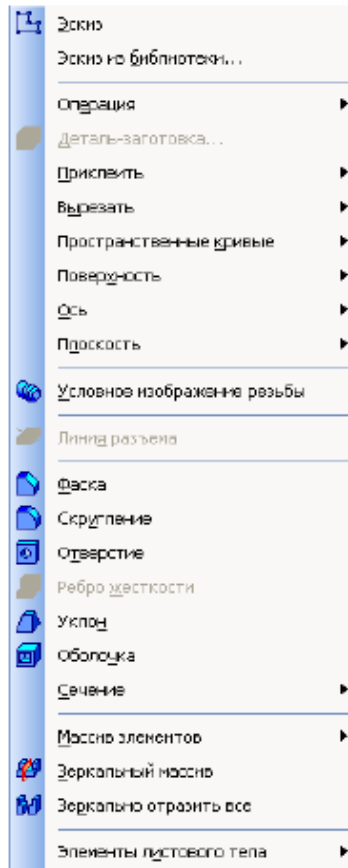 Эскиз
Эскиз из библиотеки...
Операция
Деталь-заготовка...
Приклеить
Вырезать
Пространственные кривые
Поверхность
Ось
Плоскость
Условное изображение резьбы
Линия разъема
Фаска
Скругление
Отверстие
Ребро жесткости
Уклон
Оболочка
Сечение
Массив элементов
Зеркальный массив
Зеркально отразить все
Элементы листового тела